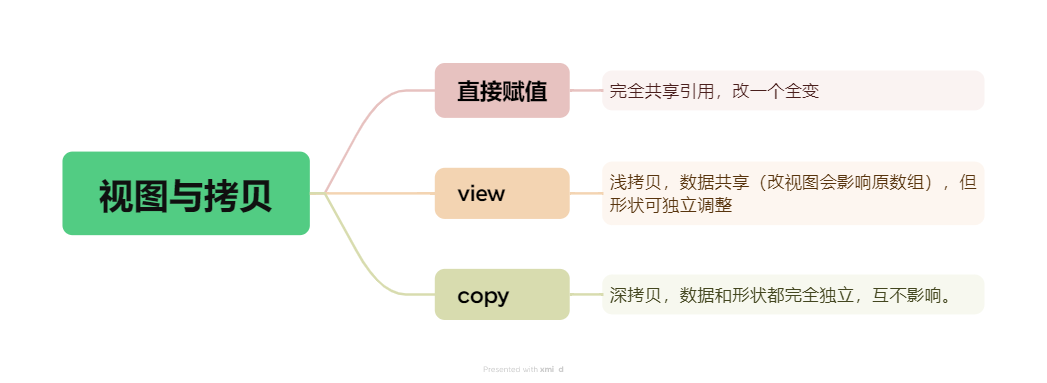 视图与拷贝
直接赋值
完全共享引用，改一个全变
view
浅拷贝，数据共享（改视图会影响原数组），但
形状可独立调整
copy
深拷贝，数据和形状都完全独立，互不影响。
Presented with xmi d